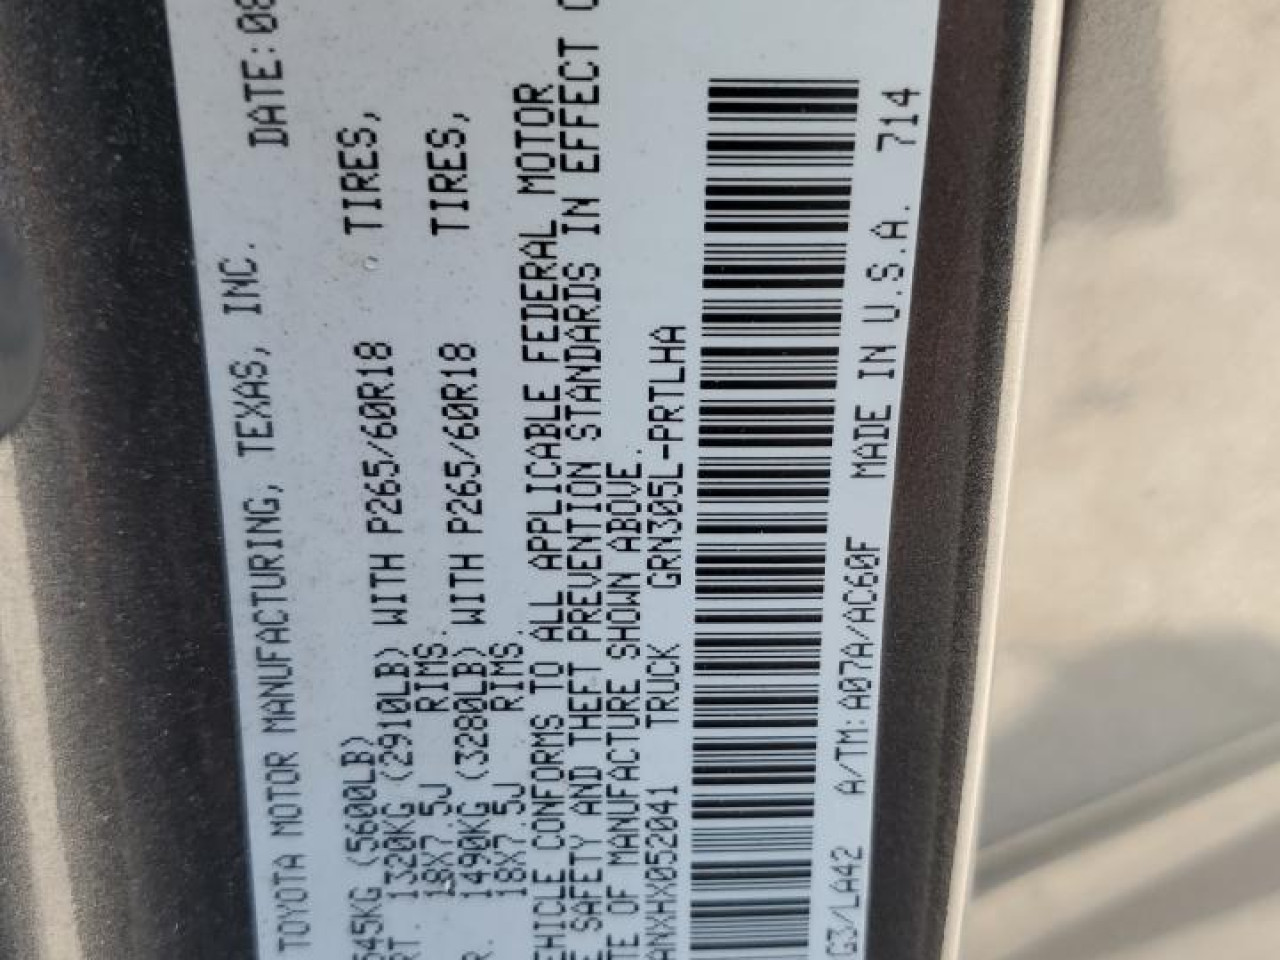 TOYOTA MOTOR MANUFACTURING, TEXAS, INC. DATE:08
545KG (5600LB)
RT. 1320KG (2910LB) WITH P265/60R18 TIRES,
18X7.5J RIMS.
R. 1490KG (3280LB) WITH P265/60R18 TIRES,
18X7.5J RIMS.
EHICLE CONFORMS TO ALL APPLICABLE FEDERAL MOTOR
E SAFETY AND THEFT PREVENTION STANDARDS IN EFFECT O
TE OF MANUFACTURE SHOWN ABOVE.
ANXHX052041 TRUCK GRN305L-PRTLHA
G3/LA42 A/TM:A07A/AC60F MADE IN U.S.A. 714